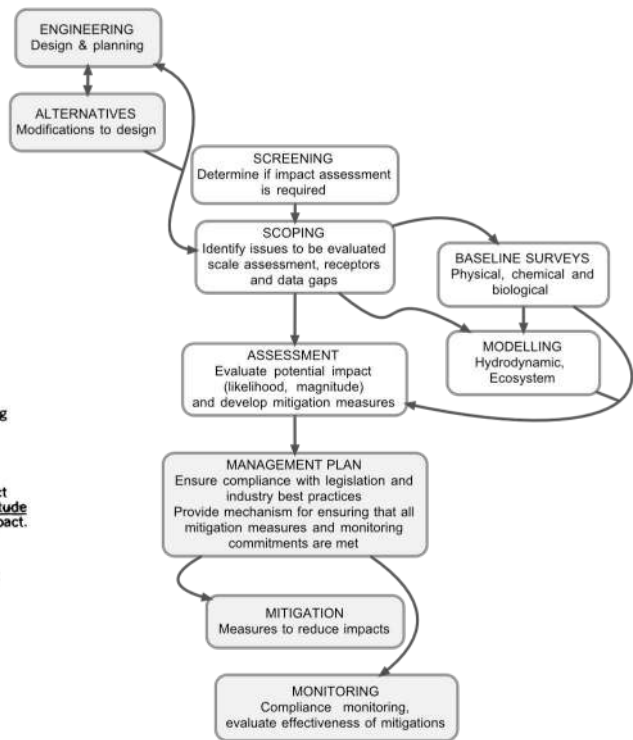 ENGINEERING
Design & planning
ALTERNATIVES
Modifications to design
SCREENING
Determine if impact assessment
is required
SCOPING
Identify issues to be evaluated
scale assessment, receptors
and data gaps
BASELINE SURVEYS
Physical, chemical and
biological
MODELLING
Hydrodynamic,
Ecosystem
ASSESSMENT
Evaluate potential impact
(likelihood, magnitude)
and develop mitigation measures
MANAGEMENT PLAN
Ensure compliance with legislation and
industry best practices
Provide mechanism for ensuring that all
mitigation measures and monitoring
commitments are met
MITIGATION
Measures to reduce impacts
MONITORING
Compliance monitoring,
evaluate effectiveness of mitigations